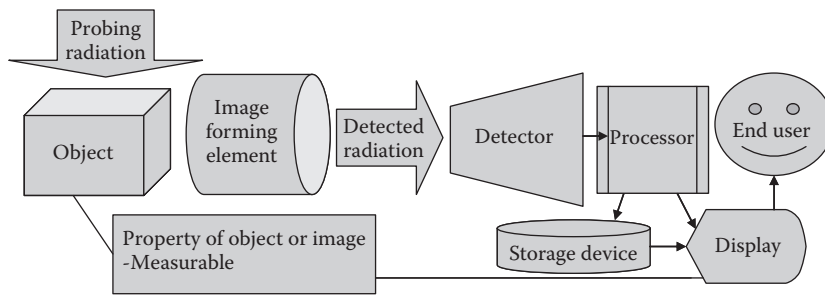 Probing
radiation
Object
Image
forming
element
Detected
radiation
Detector
Processor
End user
Storage device
Display
Property of object or image
-Measurable